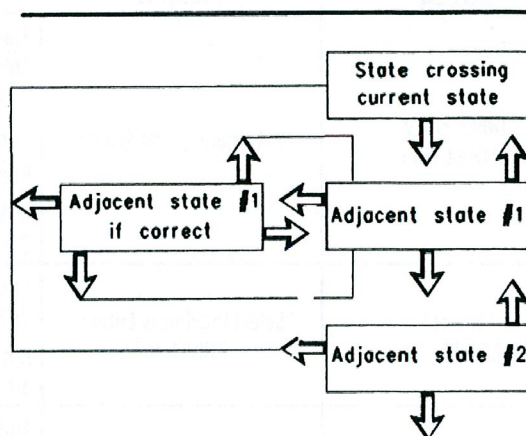 State crossing
current state
Adjacent state #1
if correct
Adjacent state #1
Adjacent state #2